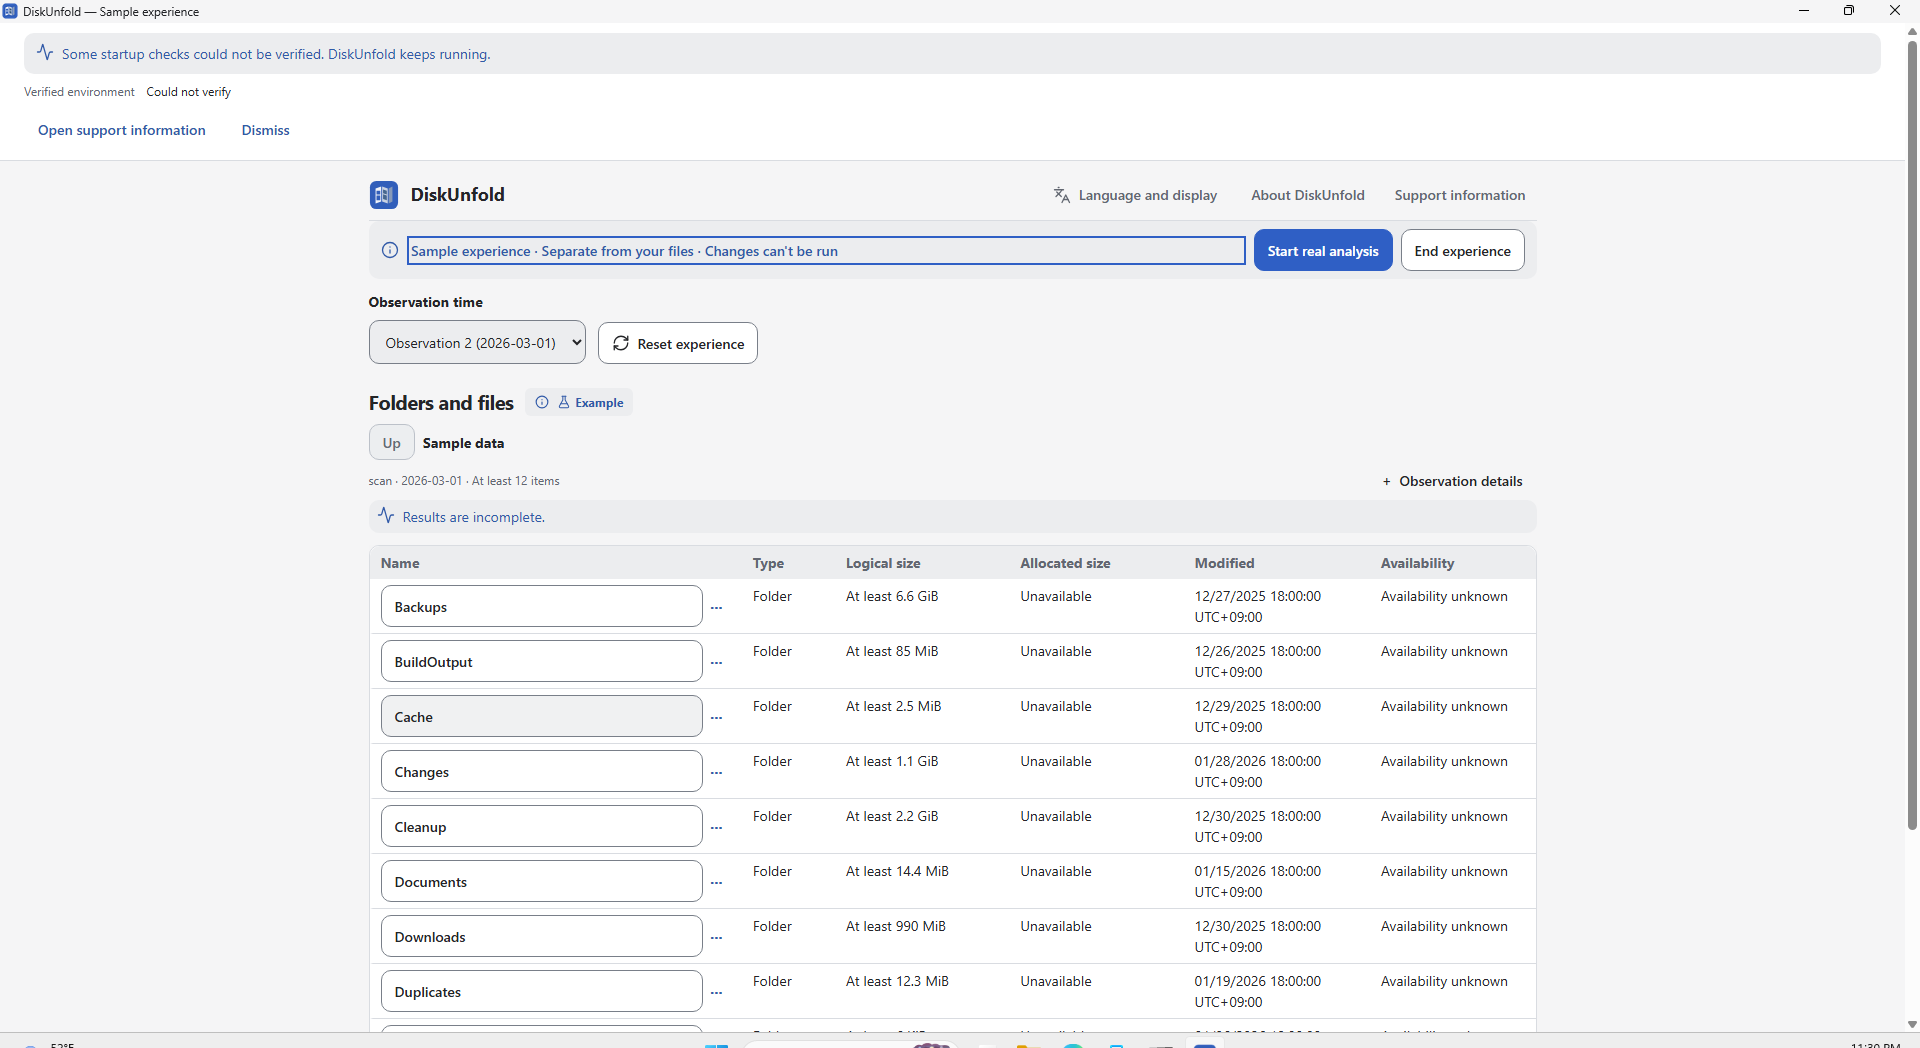 DiskUnfold — Sample experience
Some startup checks could not be verified. DiskUnfold keeps running.
Verified environment Could not verify
Open support information Dismiss
DiskUnfold Language and display About DiskUnfold Support information
Sample experience · Separate from your files · Changes can't be run Start real analysis End experience
Observation time
Observation 2 (2026-03-01) Reset experience
Folders and files Example
Up Sample data
scan · 2026-03-01 · At least 12 items + Observation details
Results are incomplete.
Name Type Logical size Allocated size Modified Availability
Backups ... Folder At least 6.6 GiB Unavailable 12/27/2025 18:00:00 Availability unknown
UTC+09:00
BuildOutput ... Folder At least 85 MiB Unavailable 12/26/2025 18:00:00 Availability unknown
UTC+09:00
Cache ... Folder At least 2.5 MiB Unavailable 12/29/2025 18:00:00 Availability unknown
UTC+09:00
Changes ... Folder At least 1.1 GiB Unavailable 01/28/2026 18:00:00 Availability unknown
UTC+09:00
Cleanup ... Folder At least 2.2 GiB Unavailable 12/30/2025 18:00:00 Availability unknown
UTC+09:00
Documents ... Folder At least 14.4 MiB Unavailable 01/15/2026 18:00:00 Availability unknown
UTC+09:00
Downloads ... Folder At least 990 MiB Unavailable 12/30/2025 18:00:00 Availability unknown
UTC+09:00
Duplicates ... Folder At least 12.3 MiB Unavailable 01/19/2026 18:00:00 Availability unknown
UTC+09:00